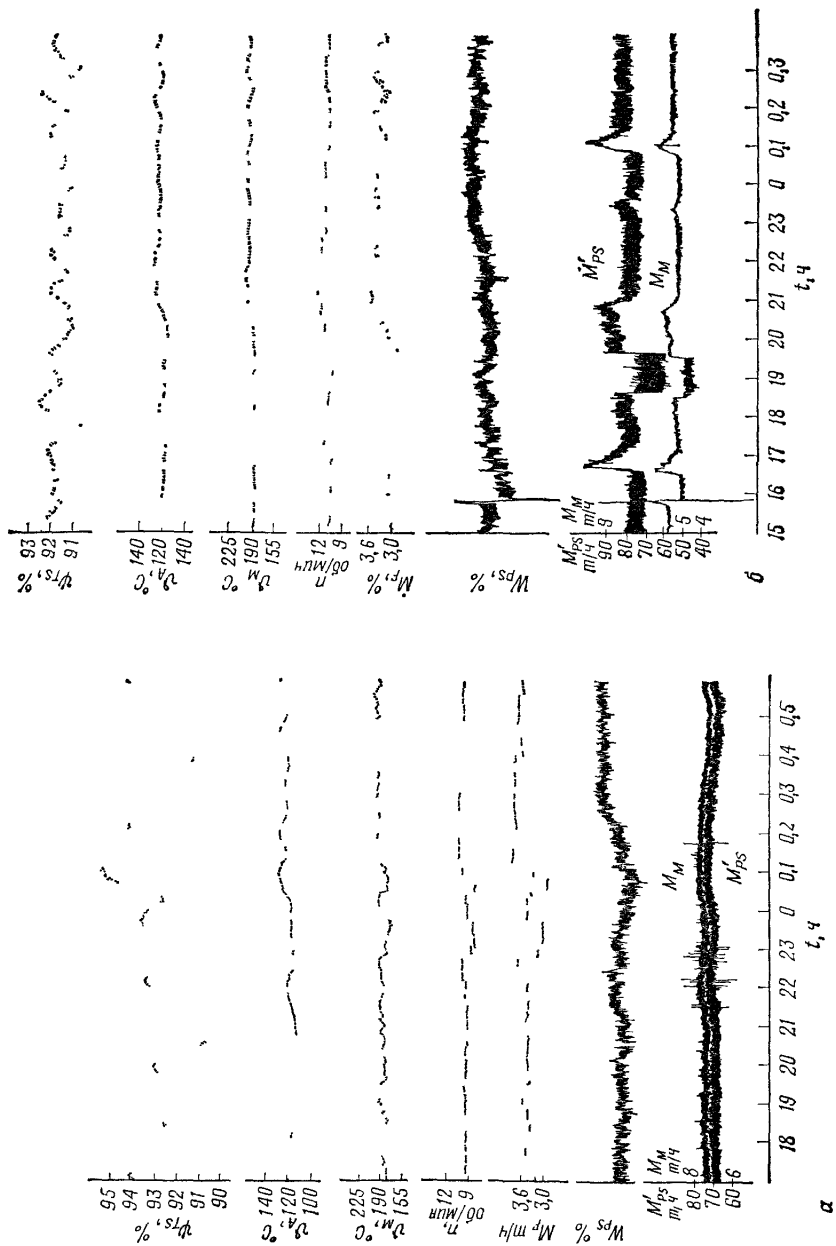 93
92
91
ψTS, %
140
120
140
ϑA, °C
225
190
155
ϑM °C
12
9
n
об/мин
3,6
3,0
Ṁp, %
WPS, %
M'PS
т/ч
90
80
70
60
50
40
MM
т/ч
9
5
4
Ṁ'PS
MM
15
16
17
18
19
20
21
22
23
0
0,1
0,2
0,3
t, ч
б
95
94
93
92
91
90
ψTS, %
140
120
100
ϑA, °C
225
190
155
ϑM, °C
12
9
n,
об/мин
3,6
3,0
Mp т/ч
WPS %
M'PS
т/ч
80
70
60
MM
т/ч
8
6
MM
M'PS
18
19
20
21
22
23
0
0,1
0,2
0,3
0,4
0,5
t, ч
а